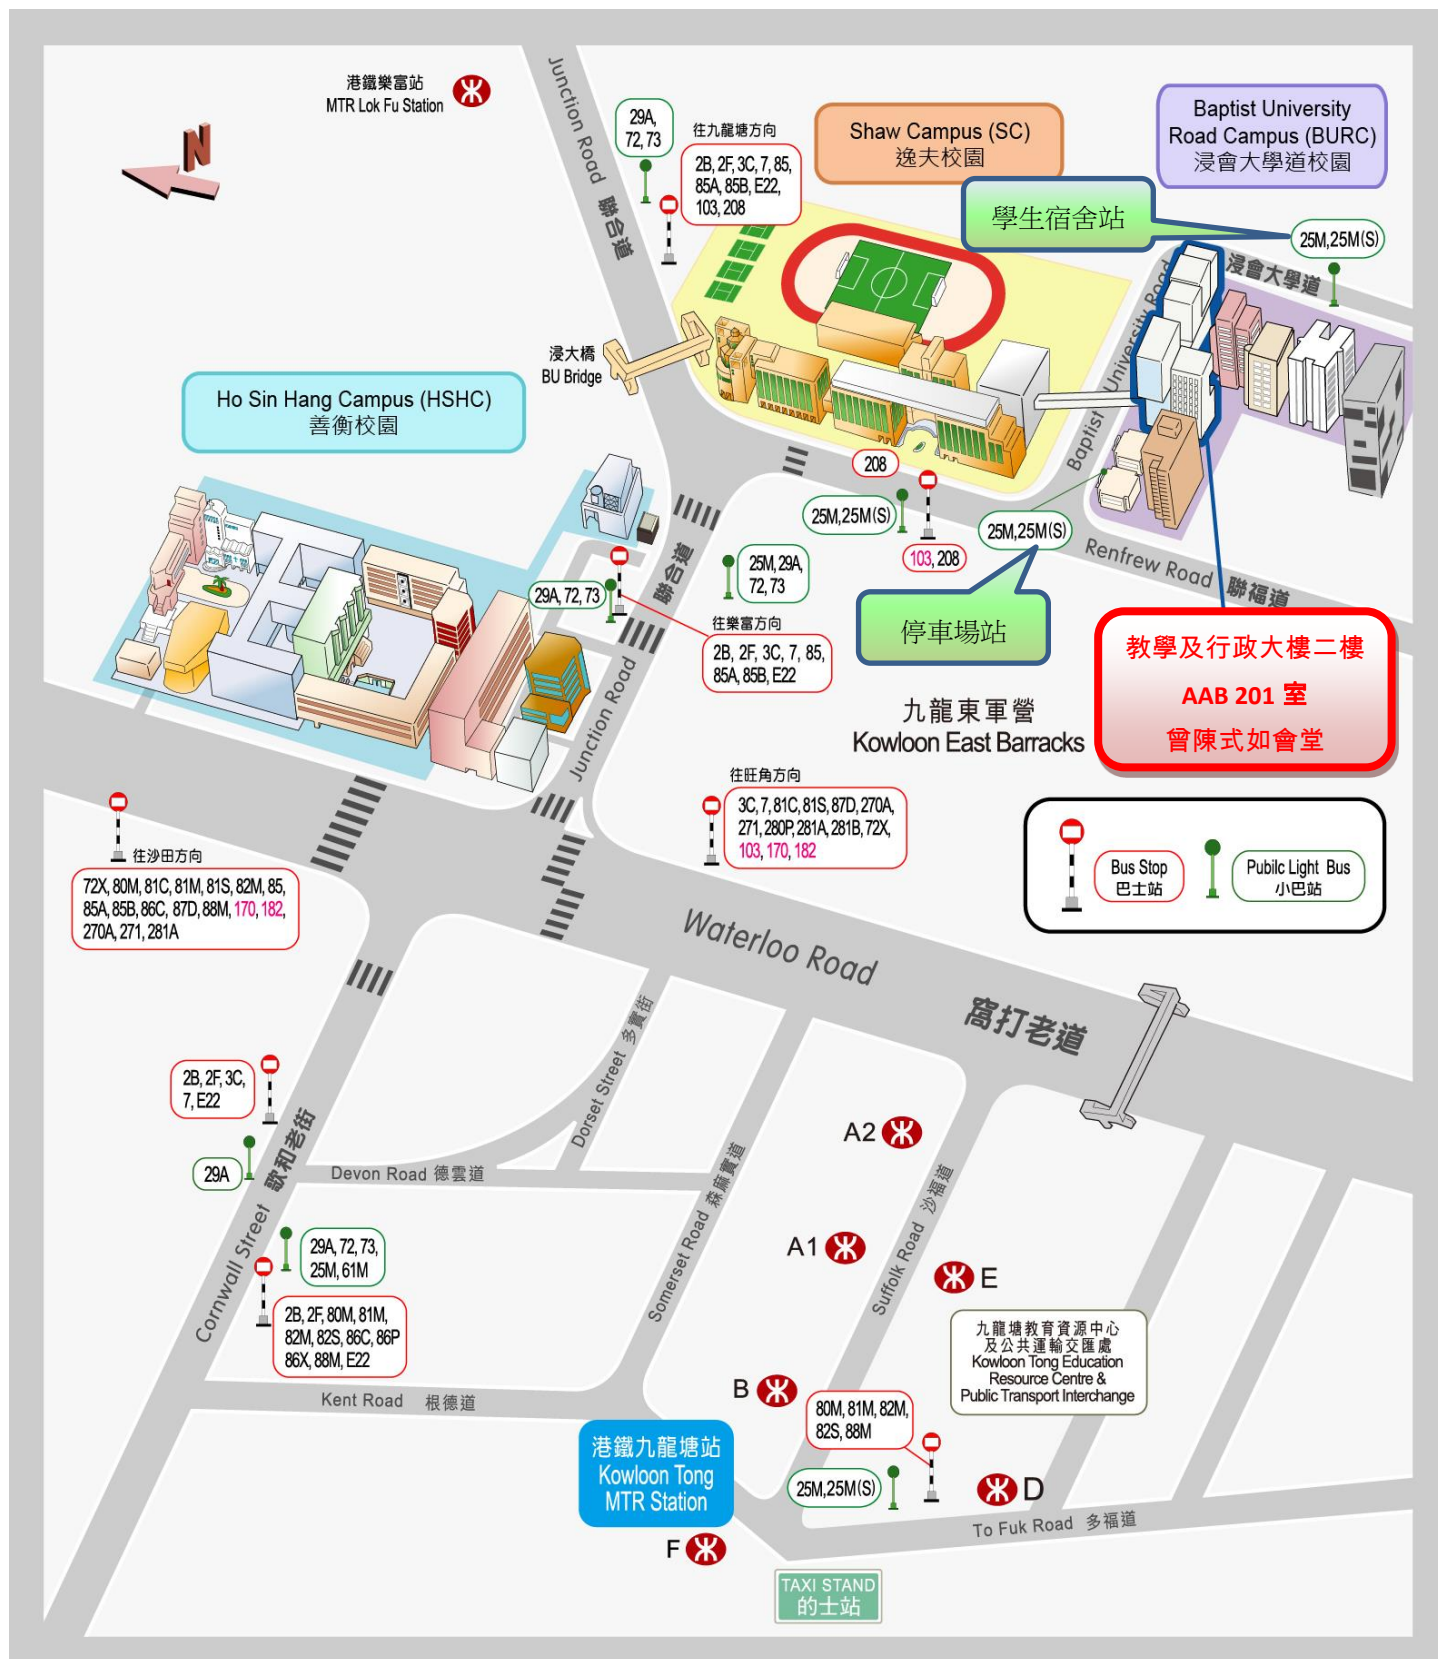 港鐵樂富站
MTR Lok Fu Station
N
Junction Road 聯合道
29A,
72, 73
往九龍塘方向
2B, 2F, 3C, 7, 85,
85A, 85B, E22,
103, 208
Shaw Campus (SC)
逸夫校園
Baptist University
Road Campus (BURC)
浸會大學道校園
學生宿舍站
25M,25M(S)
浸會大學道
Baptist University Road
浸大橋
BU Bridge
Ho Sin Hang Campus (HSHC)
善衡校園
208
25M,25M(S)
103, 208
25M,25M(S)
Renfrew Road 聯福道
停車場站
25M, 29A,
72, 73
29A, 72, 73
往樂富方向
2B, 2F, 3C, 7, 85,
85A, 85B, E22
Junction Road 聯合道
教學及行政大樓二樓
AAB 201 室
曾陳式如會堂
九龍東軍營
Kowloon East Barracks
往旺角方向
3C, 7, 81C, 81S, 87D, 270A,
271, 280P, 281A, 281B, 72X,
103, 170, 182
Bus Stop
巴士站
Pubilc Light Bus
小巴站
往沙田方向
72X, 80M, 81C, 81M, 81S, 82M, 85,
85A, 85B, 86C, 87D, 88M, 170, 182,
270A, 271, 281A
Waterloo Road 窩打老道
2B, 2F, 3C,
7, E22
29A
Cornwall Street 歌和老街
Devon Road 德雲道
Dorset Street 多實街
Somerset Road 森麻實道
Suffolk Road 沙福道
A2
A1
E
29A, 72, 73,
25M, 61M
2B, 2F, 80M, 81M,
82M, 82S, 86C, 86P
86X, 88M, E22
九龍塘教育資源中心
及公共運輸交匯處
Kowloon Tong Education
Resource Centre &
Public Transport Interchange
Kent Road 根德道
B
80M, 81M, 82M,
82S, 88M
港鐵九龍塘站
Kowloon Tong
MTR Station
25M,25M(S)
D
To Fuk Road 多福道
F
TAXI STAND
的士站